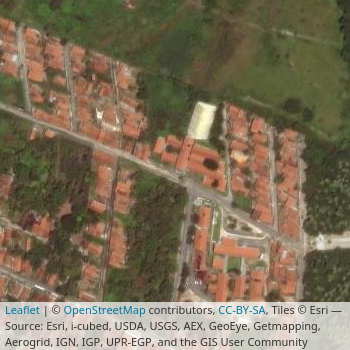 Leaflet | © OpenStreetMap contributors, CC-BY-SA, Tiles © Esri —
Source: Esri, i-cubed, USDA, USGS, AEX, GeoEye, Getmapping,
Aerogrid, IGN, IGP, UPR-EGP, and the GIS User Community